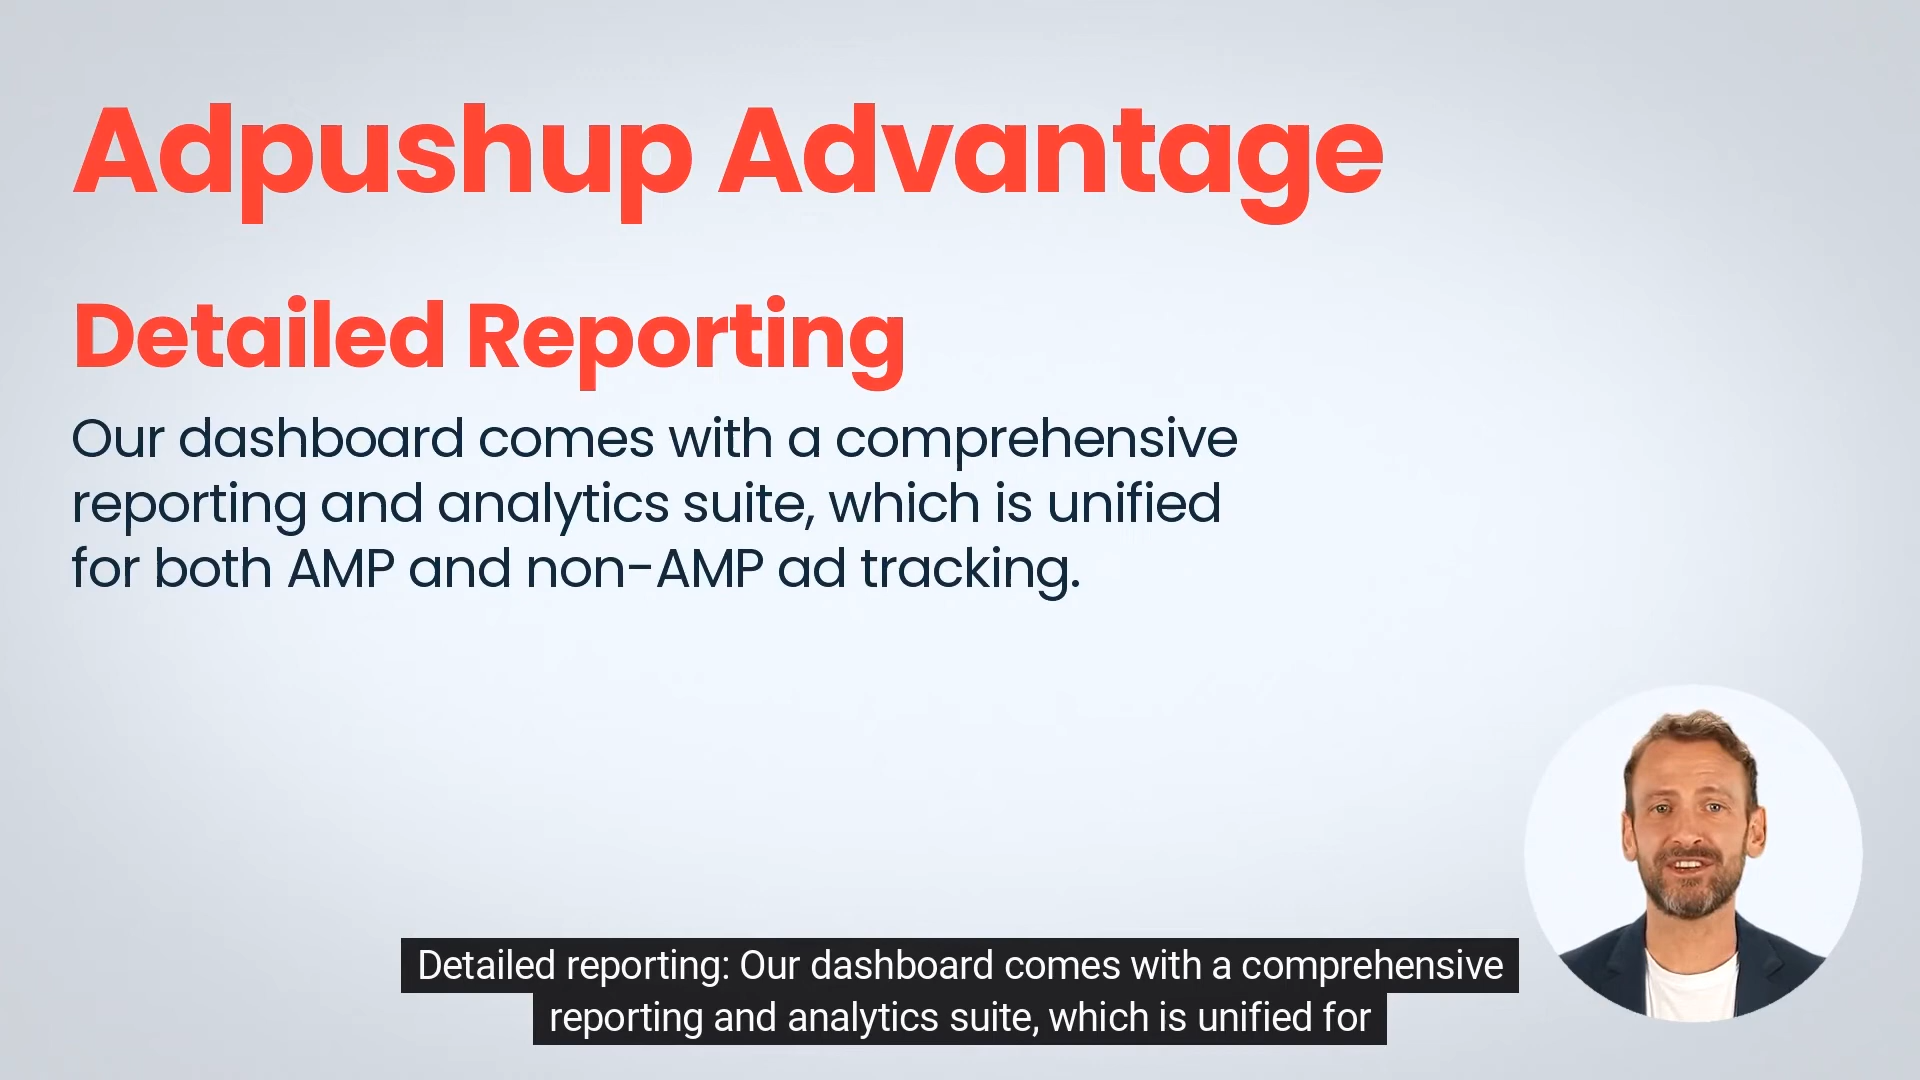 Adpushup Advantage
Detailed Reporting
Our dashboard comes with a comprehensive
reporting and analytics suite, which is unified
for both AMP and non-AMP ad tracking.
Detailed reporting: Our dashboard comes with a comprehensive
reporting and analytics suite, which is unified for